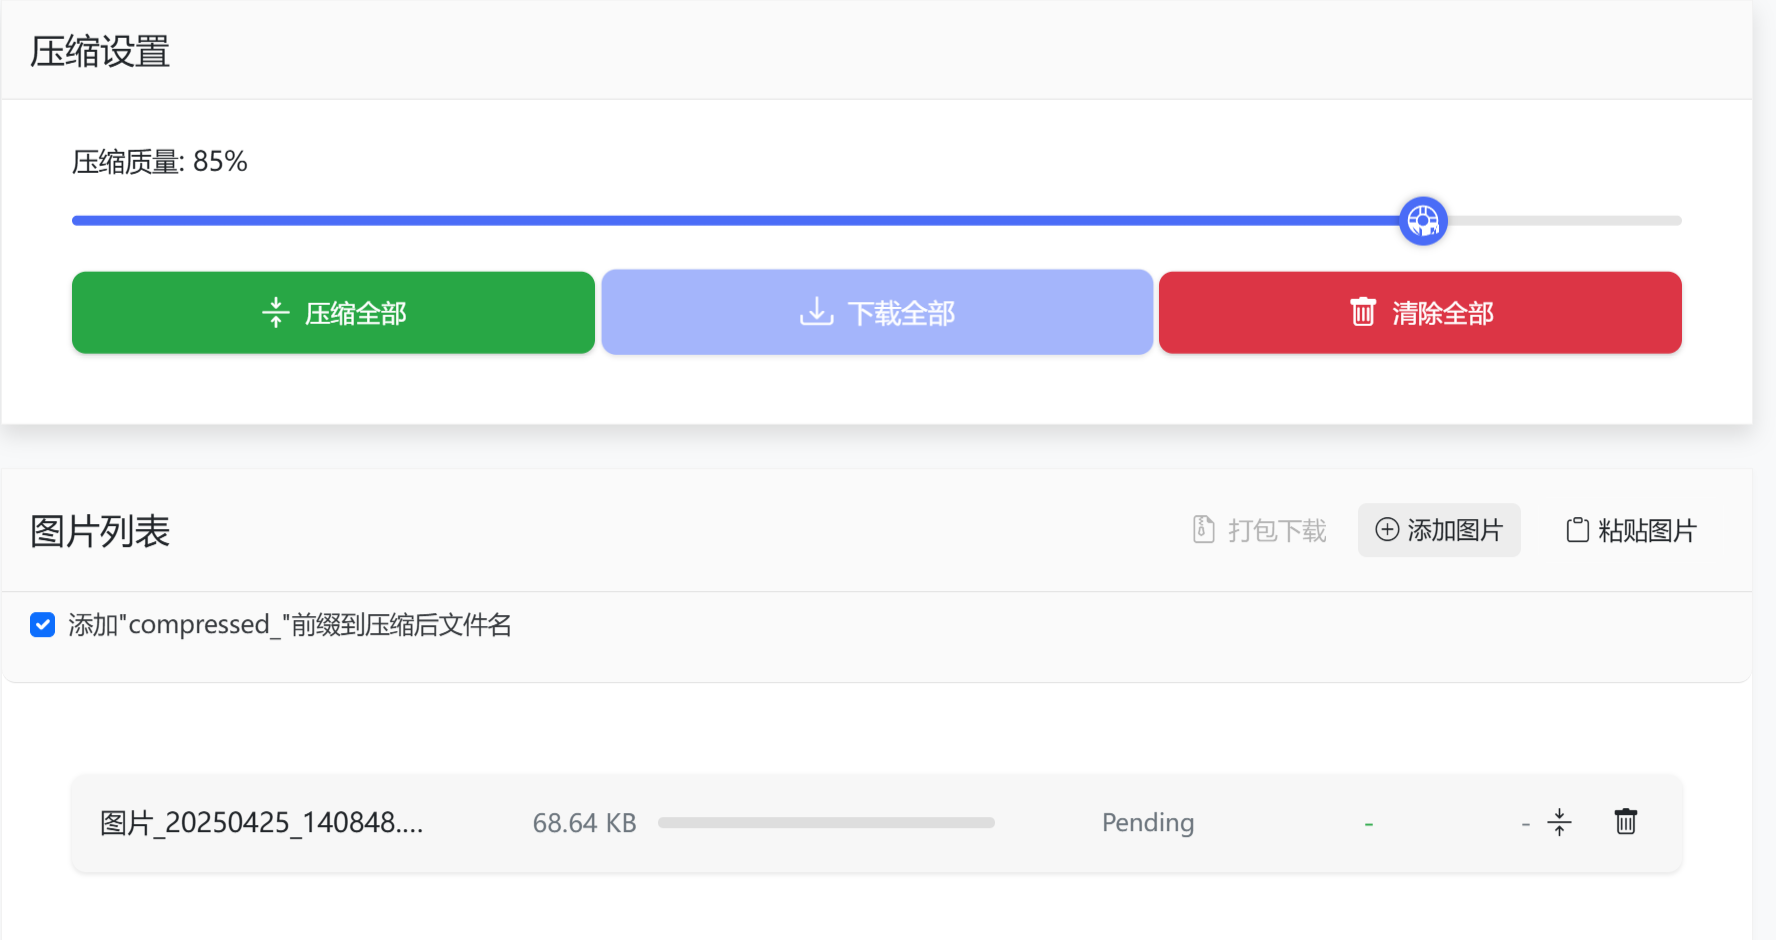 压缩设置
压缩质量: 85%
压缩全部
下载全部
清除全部
图片列表
打包下载
添加图片
粘贴图片
添加"compressed_"前缀到压缩后文件名
图片_20250425_140848.... 68.64 KB Pending - -